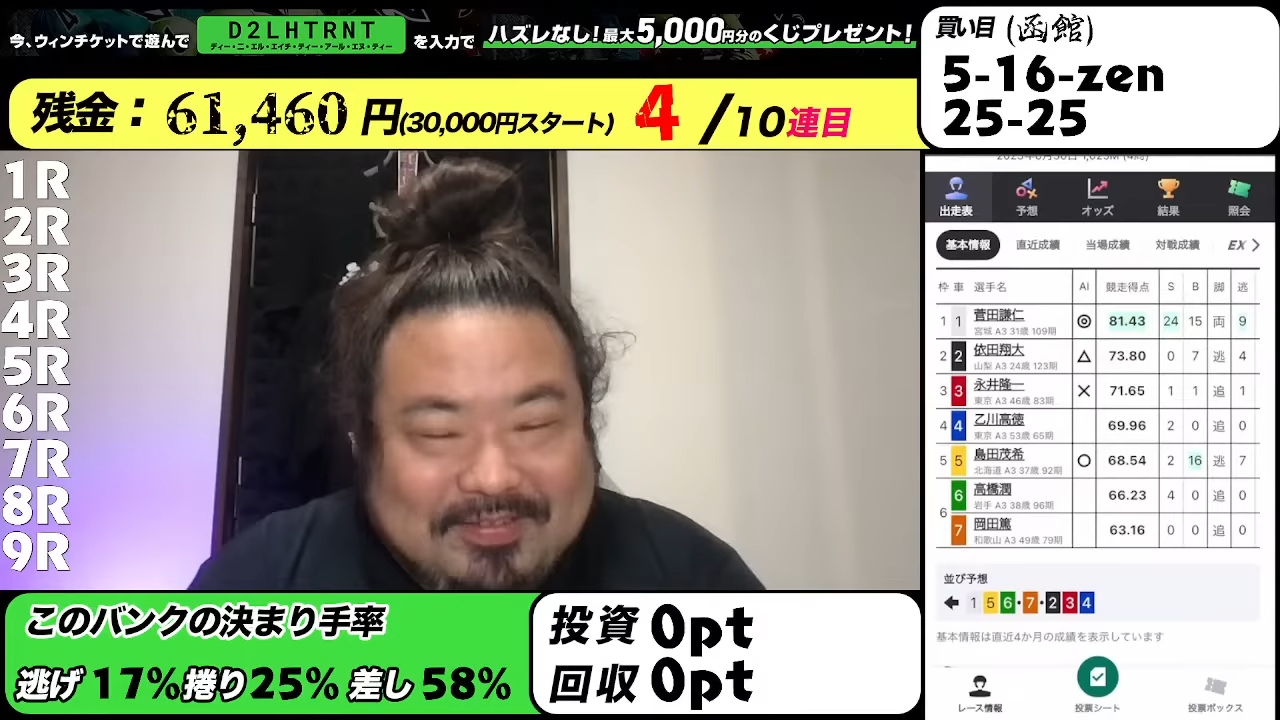 今、ウィンチケットで遊んで
D2LHTRNT
ディー・ニ・エル・エイチ・ティー・アール・エヌ・ティー
を入力で
ハズレなし!最大5,000円分のくじプレゼント!
残金:61,460円(30,000円スタート) 4/10連目
買い目(函館)
5-16-zen
25-25
1R
2R
3R
4R
5R
6R
7R
8R
9R
出走表 予想 オッズ 結果 照会
基本情報 直近成績 当場成績 対戦成績 EX
枠 車 選手名 AI 競走得点 S B 脚 逃
1 1 菅田謙仁 ◎ 81.43 24 15 両 9
宮城 A3 31歳 109期
2 2 依田翔大 △ 73.80 0 7 逃 4
山梨 A3 24歳 123期
3 3 永井隆一 × 71.65 1 1 追 1
東京 A3 46歳 83期
4 4 乙川高徳 69.96 2 0 追 0
東京 A3 53歳 65期
5 5 島田茂希 ○ 68.54 2 16 逃 7
北海道 A3 37歳 92期
6 6 高橋潤 66.23 4 0 追 0
岩手 A3 38歳 96期
7 岡田篤 63.16 0 0 追 0
和歌山 A3 49歳 79期
並び予想
1 5 6・7・2 3 4
基本情報は直近4か月の成績を表示しています
レース情報 投票シート 投票ボックス
このバンクの決まり手率
逃げ17%捲り25%差し58%
投資0pt
回収0pt